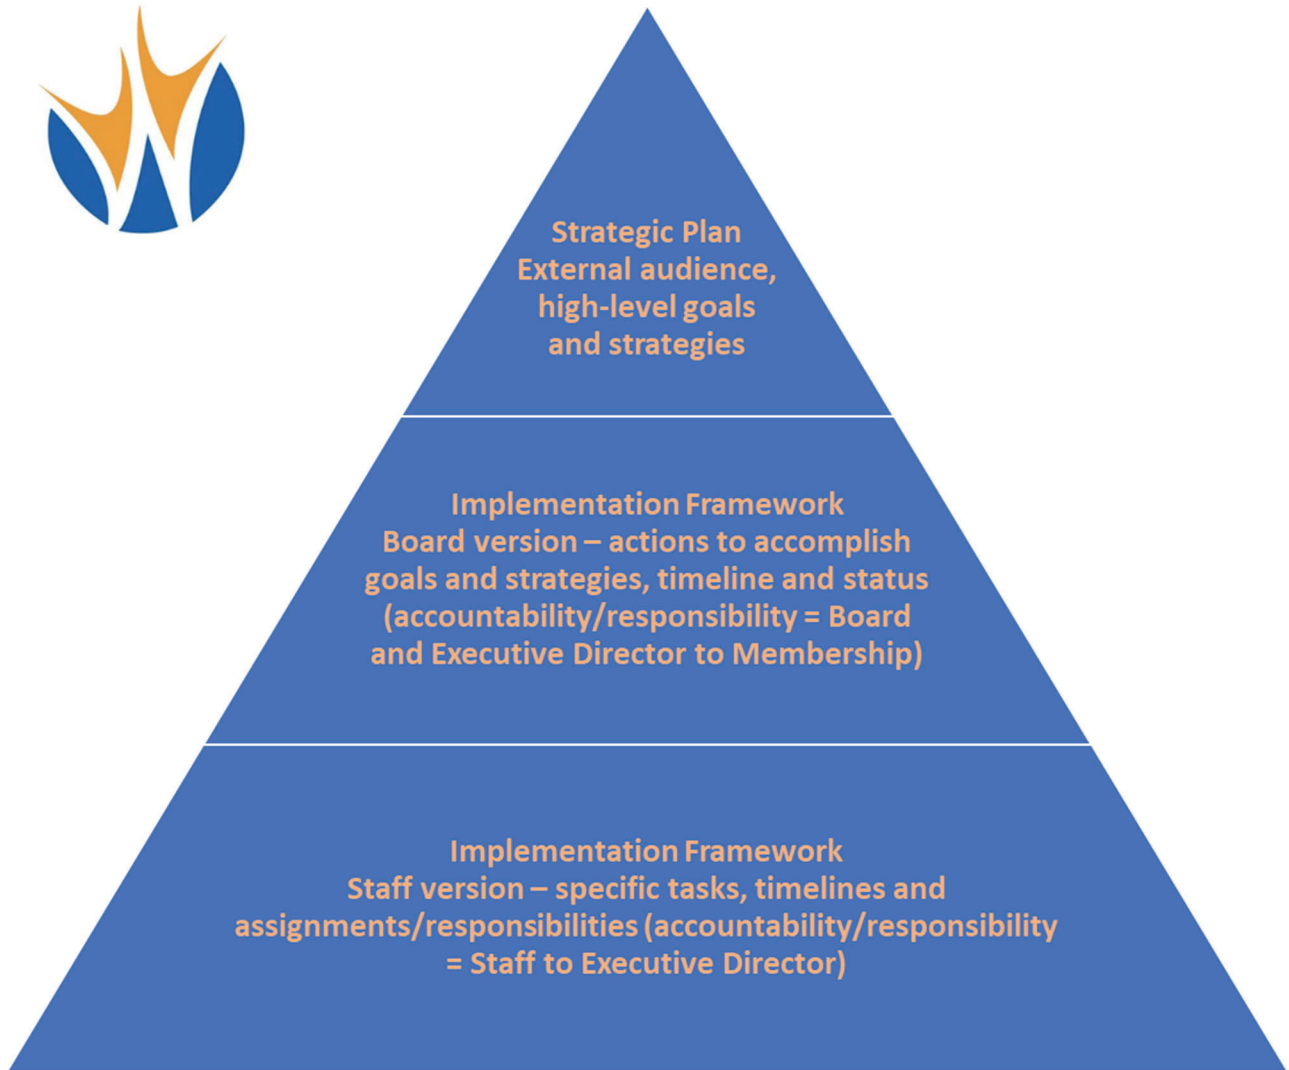 Strategic Plan
External audience,
high-level goals
and strategies
Implementation Framework
Board version – actions to accomplish
goals and strategies, timeline and status
(accountability/responsibility = Board
and Executive Director to Membership)
Implementation Framework
Staff version – specific tasks, timelines and
assignments/responsibilities (accountability/responsibility
= Staff to Executive Director)